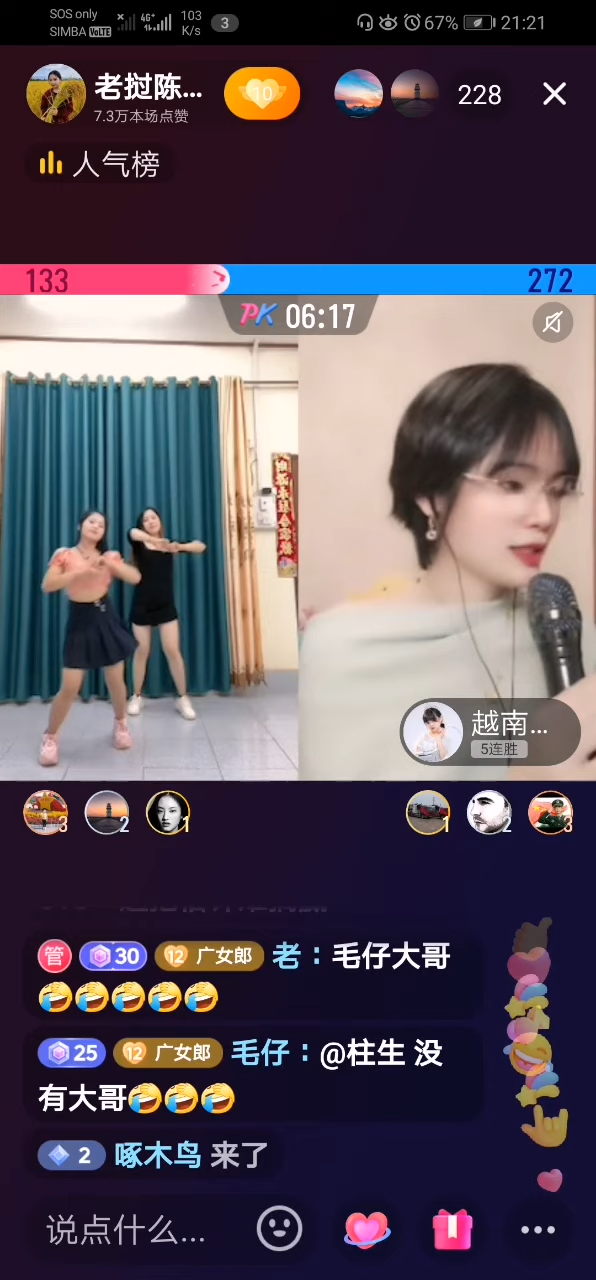 SOS only 4G+ 103 67% 21:21
SIMBA VoLTE K/s 3
老挝陈... 10 228
7.3万本场点赞
人气榜
133 272
PK 06:17
越南...
5连胜
3 2 1 1 2 3
管 30 12 广女郎 老：毛仔大哥
🤣🤣🤣🤣🤣
25 12 广女郎 毛仔：@柱生 没
有大哥🤣🤣🤣
2 啄木鸟 来了
说点什么...